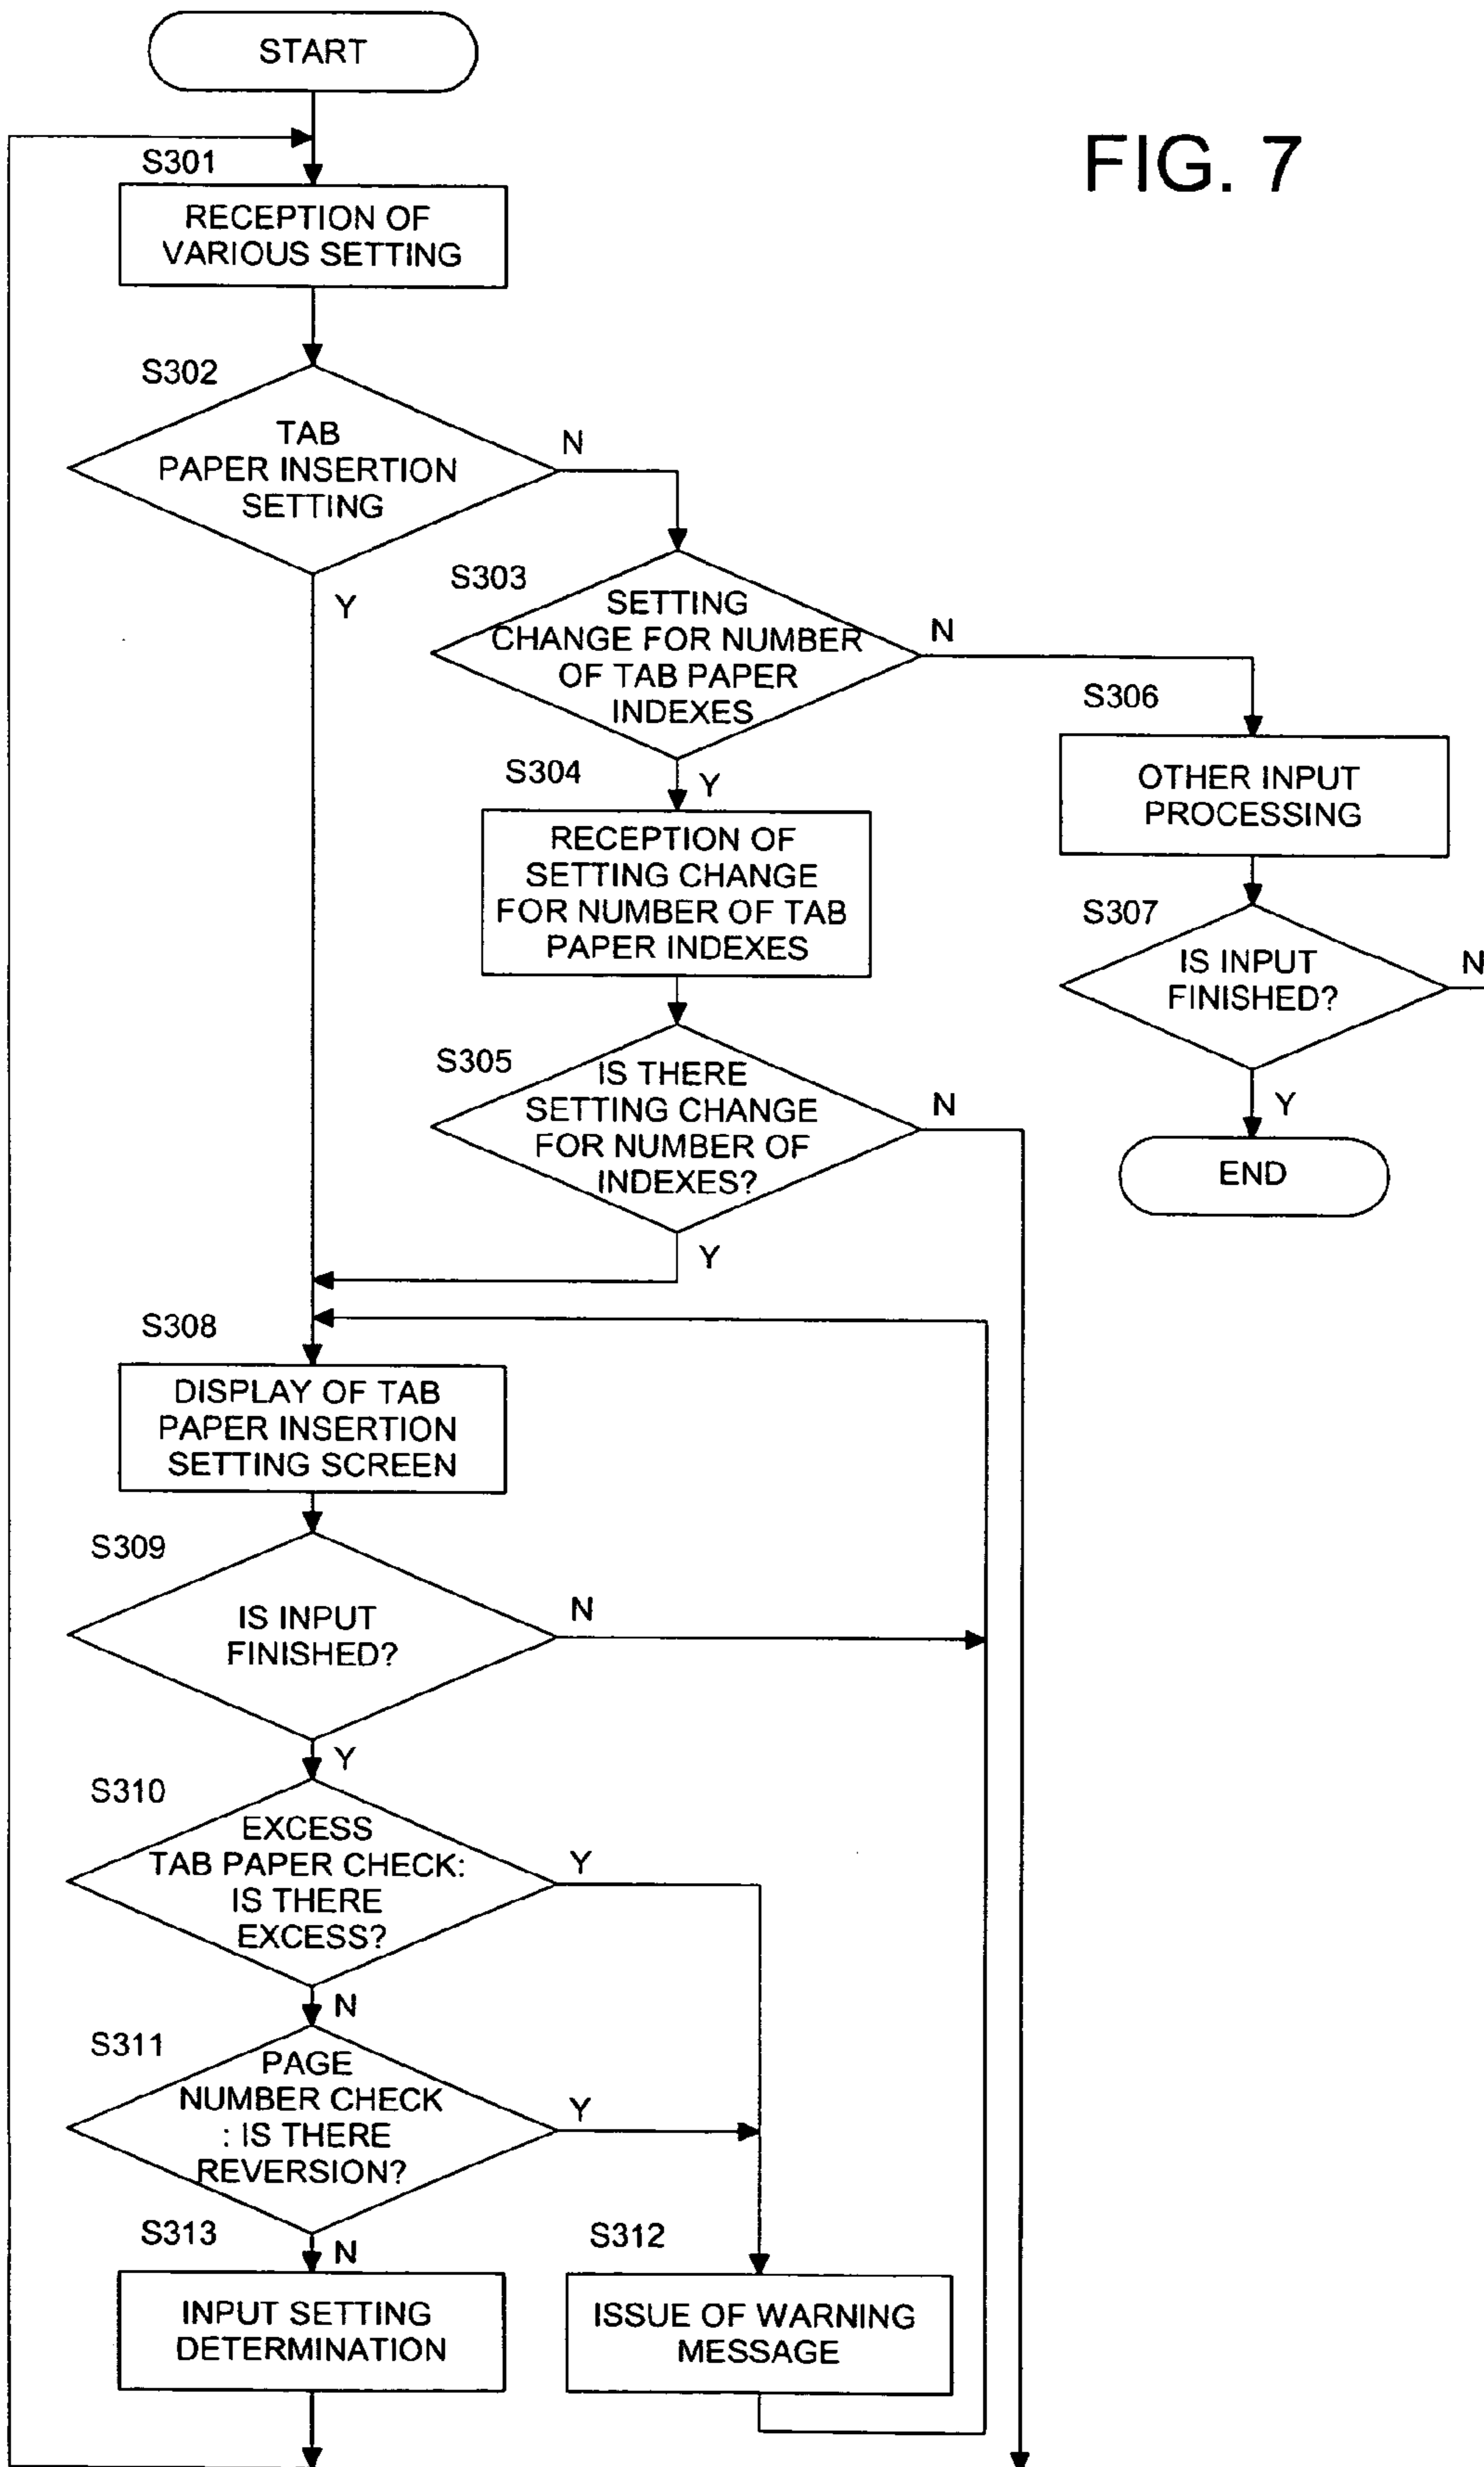 START
FIG. 7
S301
RECEPTION OF
VARIOUS SETTING
S302
TAB
PAPER INSERTION
SETTING
N
Y
S303
SETTING
CHANGE FOR NUMBER
OF TAB PAPER
INDEXES
N
Y
S306
OTHER INPUT
PROCESSING
S304
RECEPTION OF
SETTING CHANGE
FOR NUMBER OF TAB
PAPER INDEXES
S307
IS INPUT
FINISHED?
N
Y
END
S305
IS THERE
SETTING CHANGE
FOR NUMBER OF
INDEXES?
N
Y
S308
DISPLAY OF TAB
PAPER INSERTION
SETTING SCREEN
S309
IS INPUT
FINISHED?
N
Y
S310
EXCESS
TAB PAPER CHECK:
IS THERE
EXCESS?
Y
N
S311
PAGE
NUMBER CHECK
: IS THERE
REVERSION?
Y
N
S313
INPUT SETTING
DETERMINATION
S312
ISSUE OF WARNING
MESSAGE